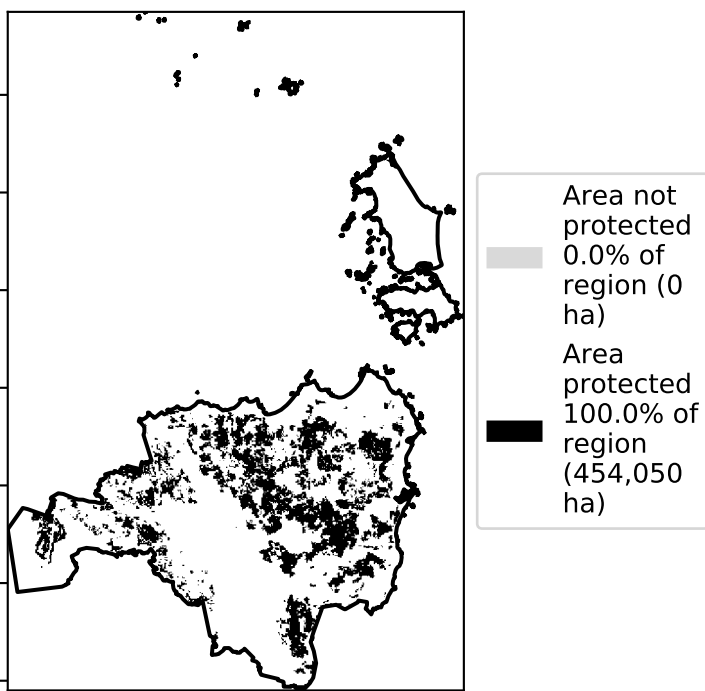 Area not
protected
0.0% of
region (0
ha)
Area
protected
100.0% of
region
(454,050
ha)